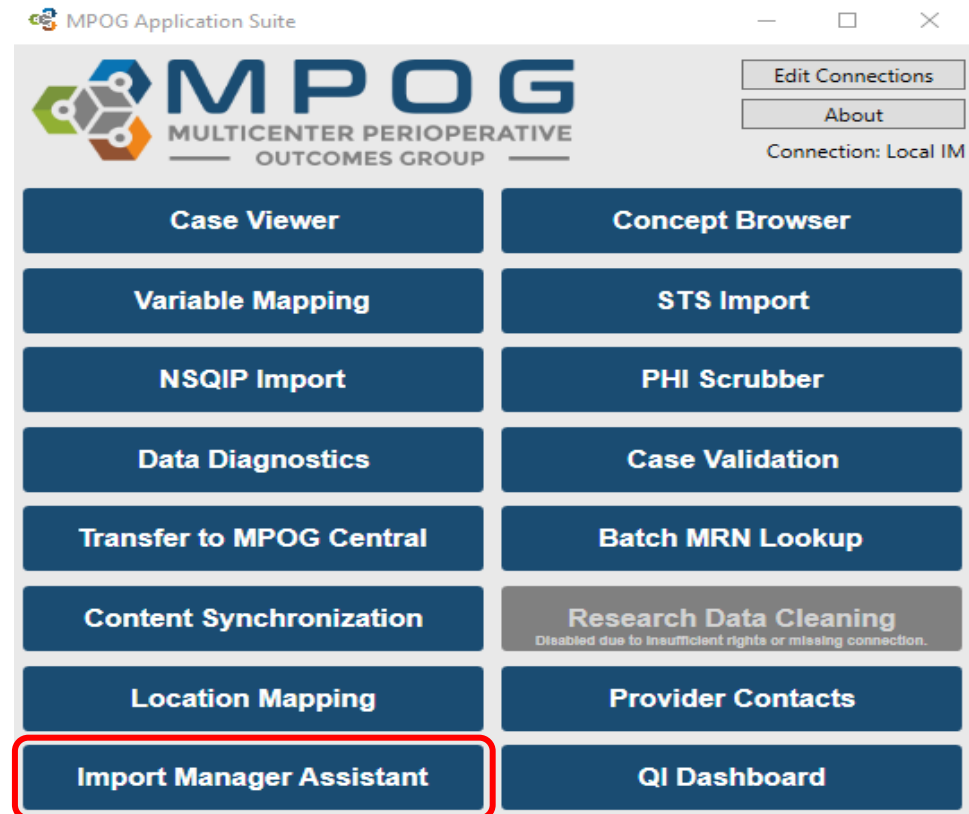 MPOG Application Suite
MPOG
MULTICENTER PERIOPERATIVE
OUTCOMES GROUP
Edit Connections
About
Connection: Local IM
Case Viewer
Concept Browser
Variable Mapping
STS Import
NSQIP Import
PHI Scrubber
Data Diagnostics
Case Validation
Transfer to MPOG Central
Batch MRN Lookup
Content Synchronization
Research Data Cleaning
Disabled due to insufficient rights or missing connection.
Location Mapping
Provider Contacts
Import Manager Assistant
QI Dashboard